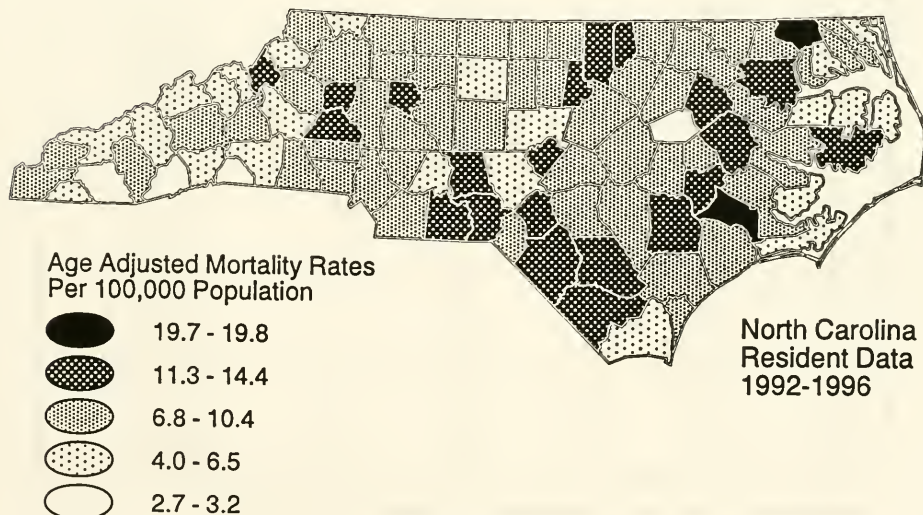 Age Adjusted Mortality Rates
Per 100,000 Population
19.7 - 19.8
11.3 - 14.4
6.8 - 10.4
4.0 - 6.5
2.7 - 3.2
North Carolina
Resident Data
1992-1996